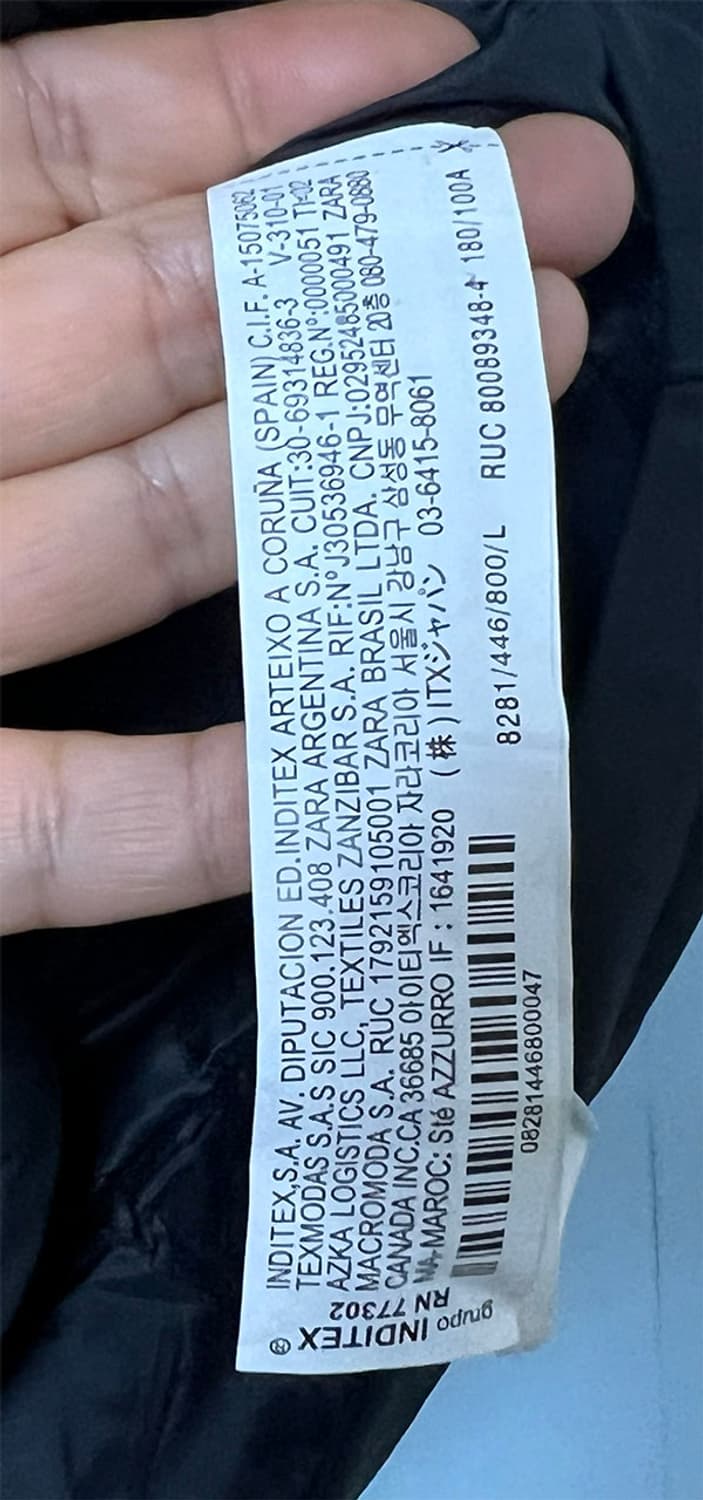 grupo
INDITEX ®
RN 77302
INDITEX,S.A. AV. DIPUTACION ED.INDITEX ARTEIXO A CORUÑA (SPAIN) C.I.F. A-15075062
TEXMODAS S.A.S SIC 900.123.408 ZARA ARGENTINA S.A. CUIT:30-69314836-3 V-310-01
AZKA LOGISTICS LLC, TEXTILES ZANZIBAR S.A. RIF:NºJ30536946-1 REG.Nº:0000051 TI-02
MACROMODA S.A. RUC 1792159105001 ZARA BRASIL LTDA. CNPJ:02952485000491 ZARA
CANADA INC.CA 36685 아이티엑스코리아 자라코리아 서울시 강남구 삼성동 무역센터 20층 080-479-0880
MA-MAROC: Sté AZZURRO IF : 1641920 (株) ITXジャパン 03-6415-8061
8281/446/800/L RUC 80089348-4 180/100A
08281446800047